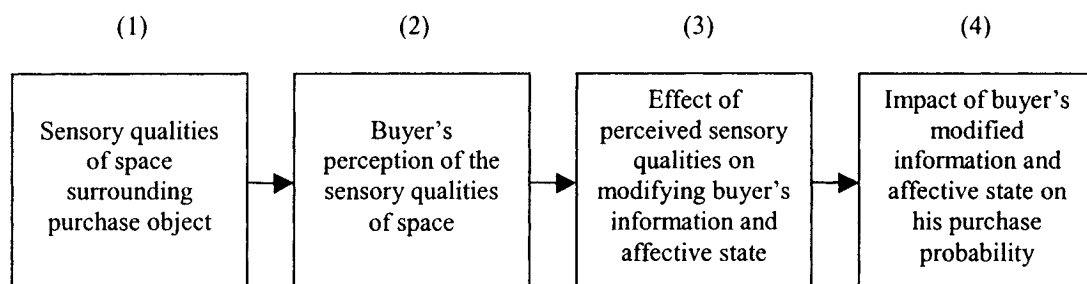 (1)
(2)
(3)
(4)
Sensory qualities
of space
surrounding
purchase object
Buyer's
perception of the
sensory qualities
of space
Effect of
perceived sensory
qualities on
modifying buyer's
information and
affective state
Impact of buyer's
modified
information and
affective state on
his purchase
probability